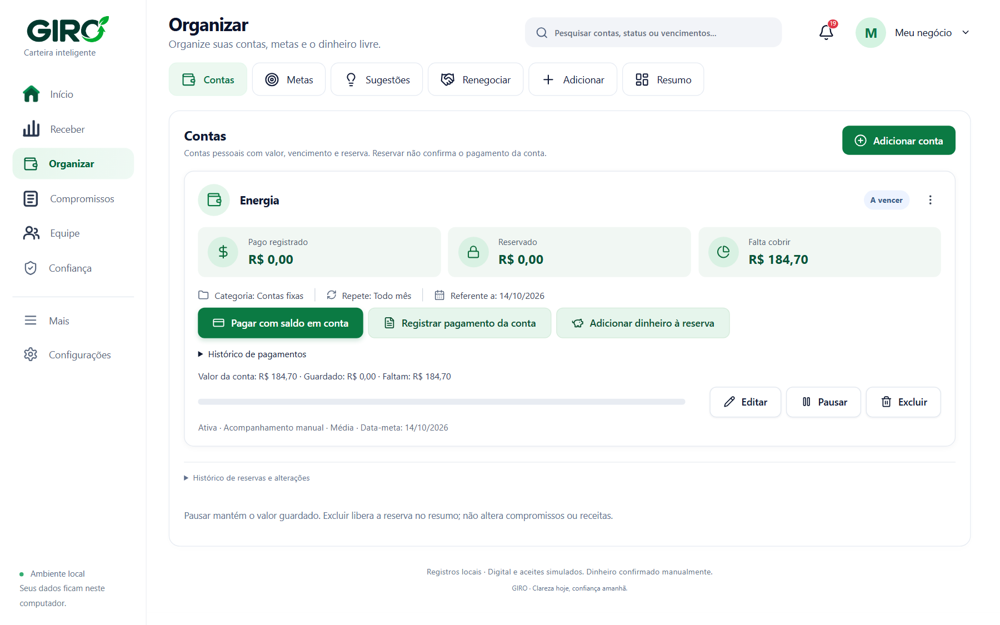 GIRO
Carteira inteligente
Início
Receber
Organizar
Compromissos
Equipe
Confiança
Mais
Configurações
Ambiente local
Seus dados ficam neste
computador.
Organizar
Organize suas contas, metas e o dinheiro livre.
Pesquisar contas, status ou vencimentos...
19
M
Meu negócio
Contas
Metas
Sugestões
Renegociar
Adicionar
Resumo
Contas
Contas pessoais com valor, vencimento e reserva. Reservar não confirma o pagamento da conta.
Adicionar conta
Energia
A vencer
Pago registrado
R$ 0,00
Reservado
R$ 0,00
Falta cobrir
R$ 184,70
Categoria: Contas fixas
Repete: Todo mês
Referente a: 14/10/2026
Pagar com saldo em conta
Registrar pagamento da conta
Adicionar dinheiro à reserva
Histórico de pagamentos
Valor da conta: R$ 184,70 · Guardado: R$ 0,00 · Faltam: R$ 184,70
Editar
Pausar
Excluir
Ativa · Acompanhamento manual · Média · Data-meta: 14/10/2026
Histórico de reservas e alterações
Pausar mantém o valor guardado. Excluir libera a reserva no resumo; não altera compromissos ou receitas.
Registros locais · Digital e aceites simulados. Dinheiro confirmado manualmente.
GIRO · Clareza hoje, confiança amanhã.